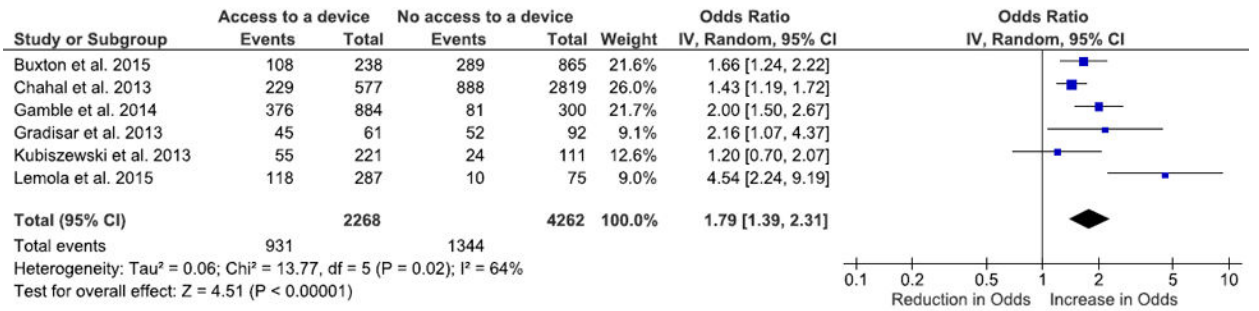 Access to a device No access to a device Odds Ratio Odds Ratio
Study or Subgroup Events Total Events Total Weight IV, Random, 95% CI IV, Random, 95% CI
Buxton et al. 2015 108 238 289 865 21.6% 1.66 [1.24, 2.22]
Chahal et al. 2013 229 577 888 2819 26.0% 1.43 [1.19, 1.72]
Gamble et al. 2014 376 884 81 300 21.7% 2.00 [1.50, 2.67]
Gradisar et al. 2013 45 61 52 92 9.1% 2.16 [1.07, 4.37]
Kubiszewski et al. 2013 55 221 24 111 12.6% 1.20 [0.70, 2.07]
Lemola et al. 2015 118 287 10 75 9.0% 4.54 [2.24, 9.19]
Total (95% CI) 2268 4262 100.0% 1.79 [1.39, 2.31]
Total events 931 1344
Heterogeneity: Tau² = 0.06; Chi² = 13.77, df = 5 (P = 0.02); I² = 64%
Test for overall effect: Z = 4.51 (P < 0.00001)
0.1 0.2 0.5 1 2 5 10
Reduction in Odds Increase in Odds